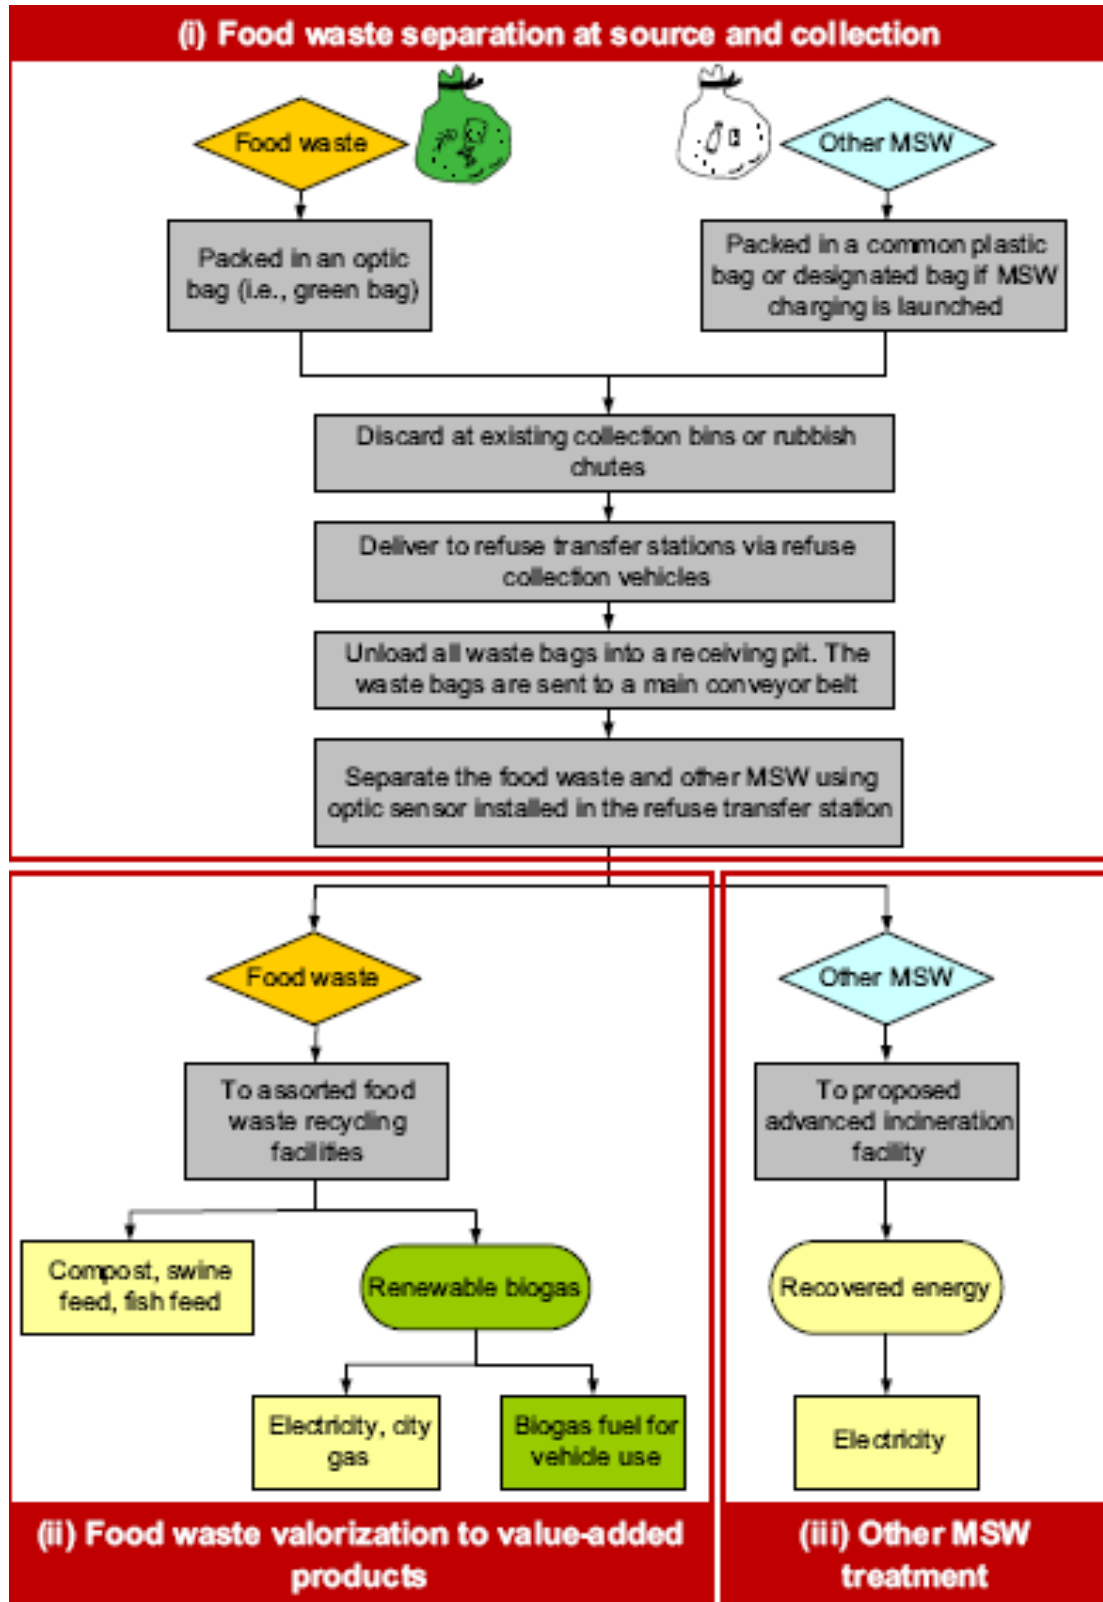 (i) Food waste separation at source and collection
Food waste
Other MSW
Packed in an optic
bag (i.e., green bag)
Packed in a common plastic
bag or designated bag if MSW
charging is launched
Discard at existing collection bins or rubbish
chutes
Deliver to refuse transfer stations via refuse
collection vehicles
Unload all waste bags into a receiving pit. The
waste bags are sent to a main conveyor belt
Separate the food waste and other MSW using
optic sensor installed in the refuse transfer station
Food waste
Other MSW
To assorted food
waste recycling
facilities
To proposed
advanced incineration
facility
Compost, swine
feed, fish feed
Renewable biogas
Recovered energy
Electricity, city
gas
Biogas fuel for
vehicle use
Electricity
(ii) Food waste valorization to value-added
products
(iii) Other MSW
treatment